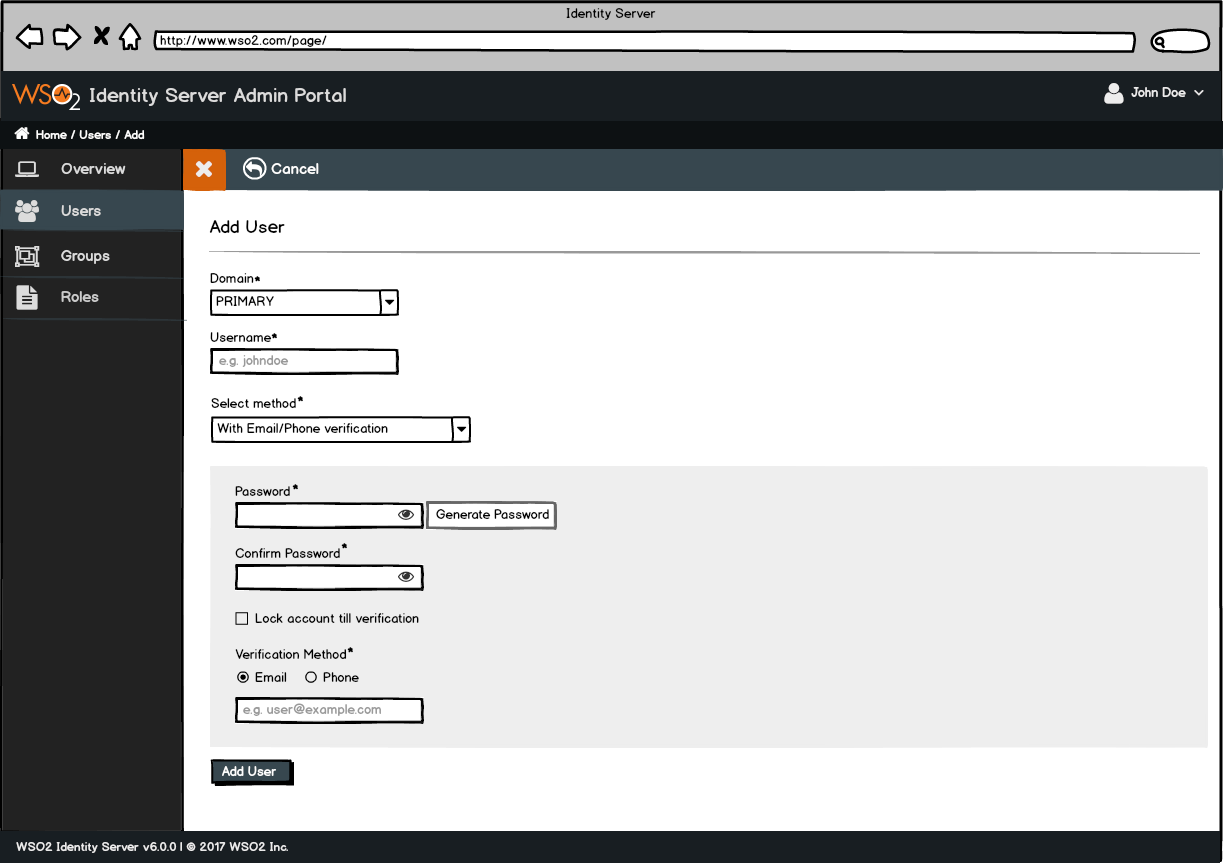 Identity Server
http://www.wso2.com/page/
WSO2 Identity Server Admin Portal
John Doe
Home / Users / Add
Overview
Cancel
Users
Groups
Roles
Add User
Domain*
PRIMARY
Username*
e.g. johndoe
Select method*
With Email/Phone verification
Password*
Generate Password
Confirm Password*
Lock account till verification
Verification Method*
Email Phone
e.g. user@example.com
Add User
WSO2 Identity Server v6.0.0 | © 2017 WSO2 Inc.